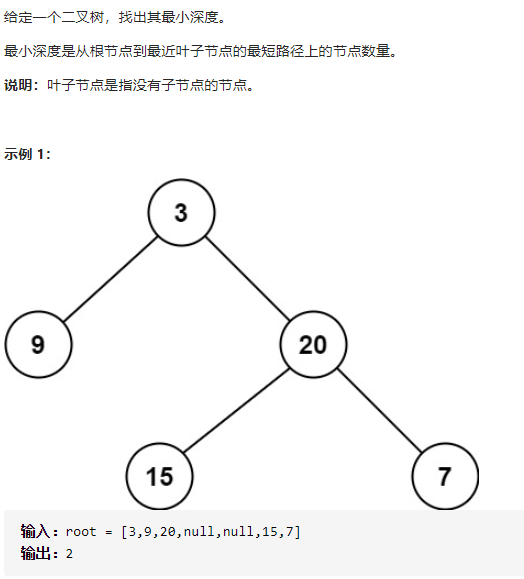 给定一个二叉树，找出其最小深度。
最小深度是从根节点到最近叶子节点的最短路径上的节点数量。
说明：叶子节点是指没有子节点的节点。
示例 1：
3
9
20
15
7
输入：root = [3,9,20,null,null,15,7]
输出：2